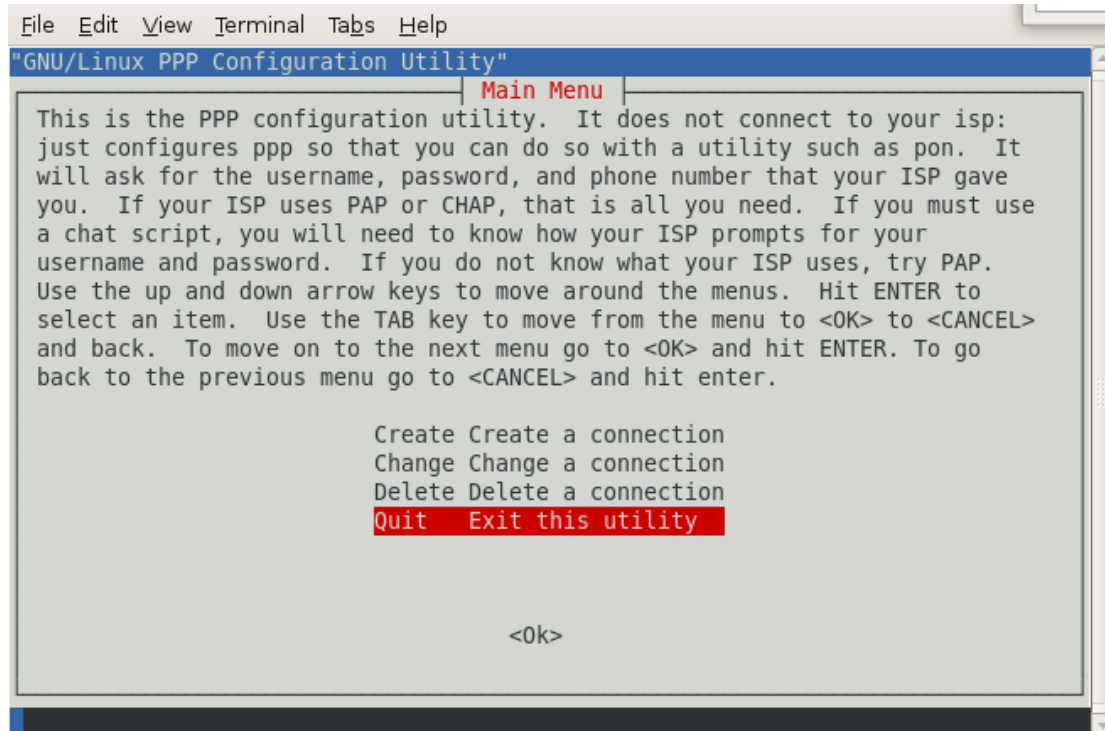 File Edit View Terminal Tabs Help
"GNU/Linux PPP Configuration Utility"
Main Menu
This is the PPP configuration utility.  It does not connect to your isp:
just configures ppp so that you can do so with a utility such as pon.  It
will ask for the username, password, and phone number that your ISP gave
you.  If your ISP uses PAP or CHAP, that is all you need.  If you must use
a chat script, you will need to know how your ISP prompts for your
username and password.  If you do not know what your ISP uses, try PAP.
Use the up and down arrow keys to move around the menus.  Hit ENTER to
select an item.  Use the TAB key to move from the menu to <OK> to <CANCEL>
and back.  To move on to the next menu go to <OK> and hit ENTER. To go
back to the previous menu go to <CANCEL> and hit enter.
Create Create a connection
Change Change a connection
Delete Delete a connection
Quit   Exit this utility
<Ok>